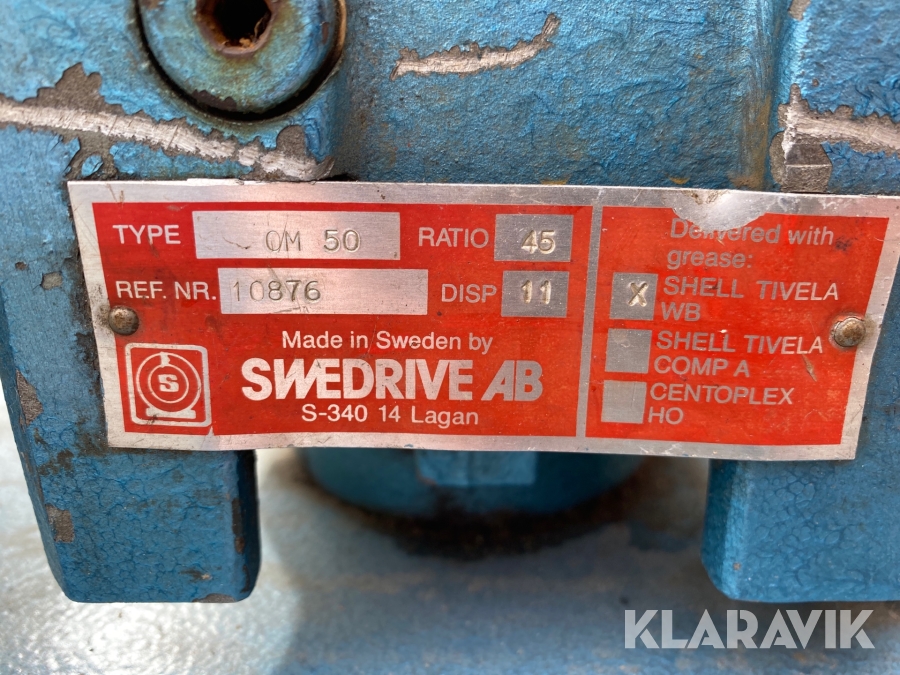 TYPE OM 50 RATIO 45
REF. NR. 10876 DISP 11
Made in Sweden by
S
SWEDRIVE AB
S-340 14 Lagan
Delivered with
grease:
X SHELL TIVELA
WB
SHELL TIVELA
COMP A
CENTOPLEX
HO
KLARAVIK